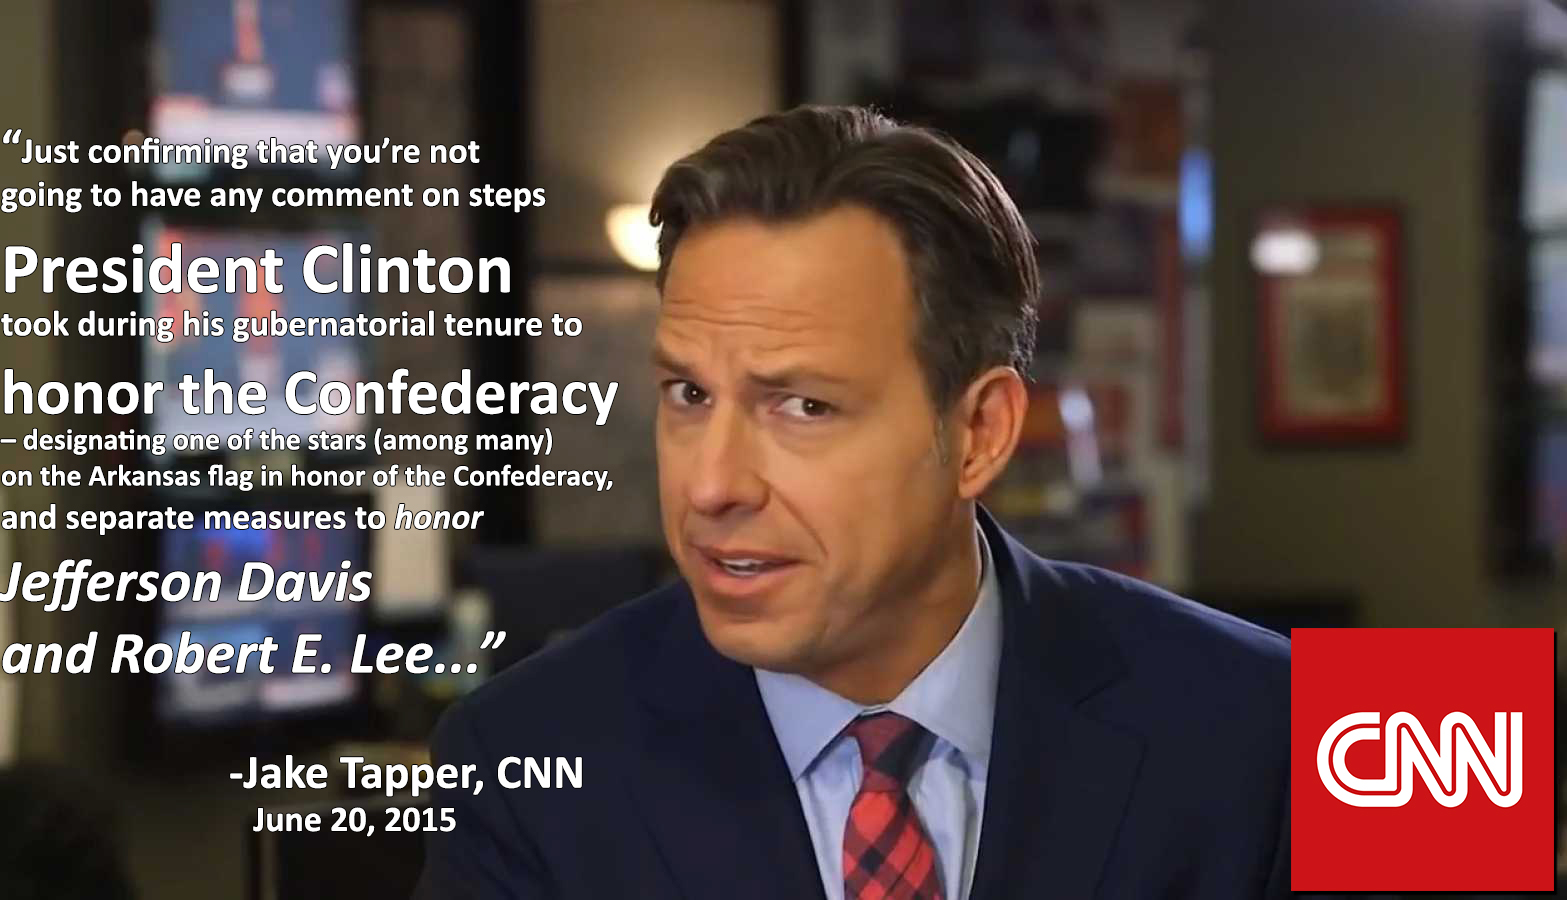 “Just confirming that you’re not
going to have any comment on steps
President Clinton
took during his gubernatorial tenure to
honor the Confederacy
– designating one of the stars (among many)
on the Arkansas flag in honor of the Confederacy,
and separate measures to honor
Jefferson Davis
and Robert E. Lee...”
-Jake Tapper, CNN
June 20, 2015
CNN